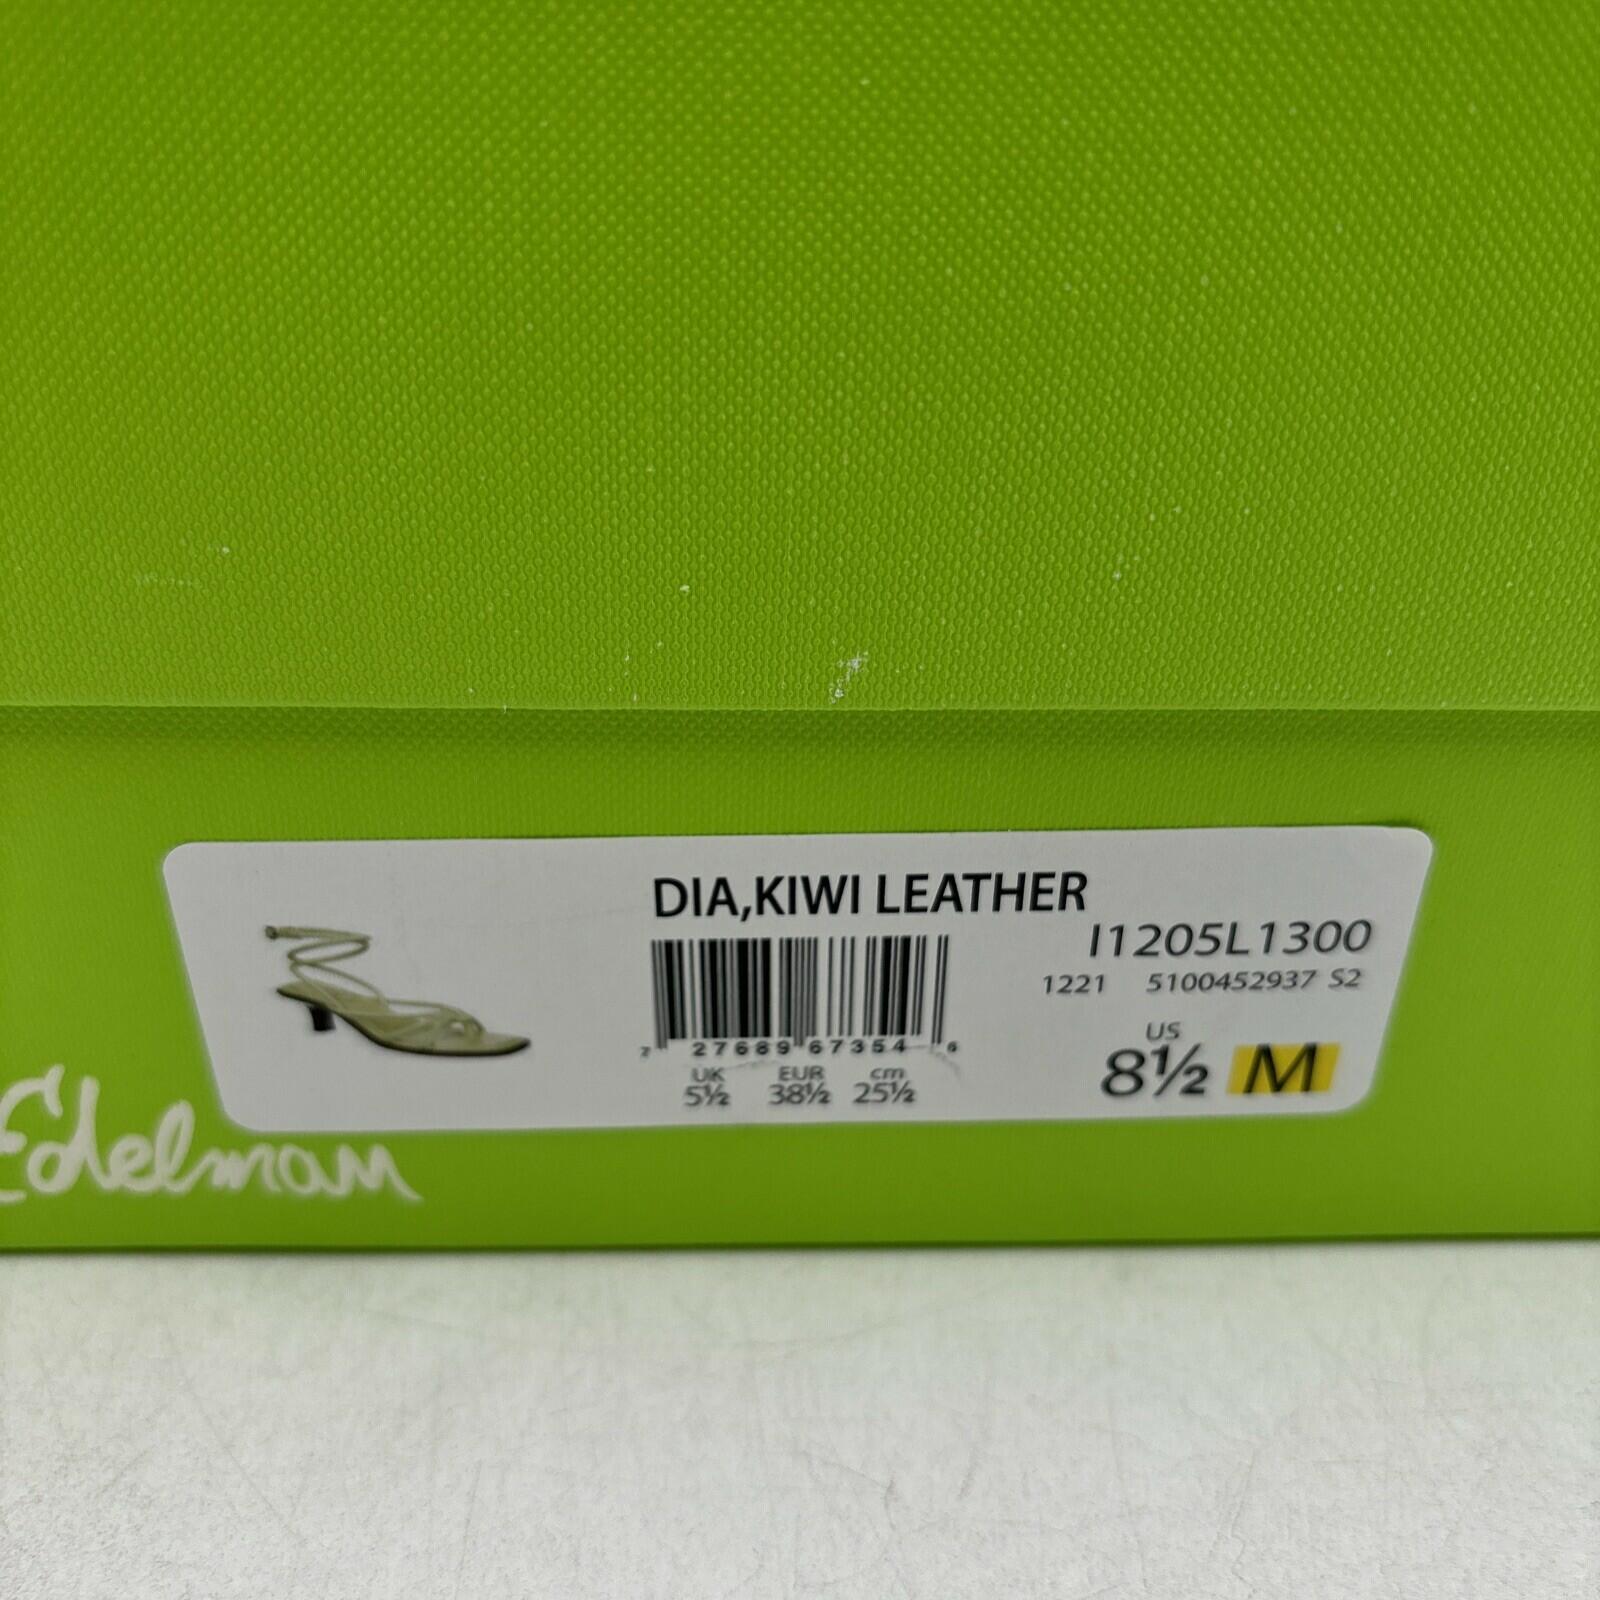 DIA,KIWI LEATHER
I1205L1300
1221 5100452937 S2
7 27689 67354 6
UK EUR cm
5½ 38½ 25½
US
8½ M
Edelman